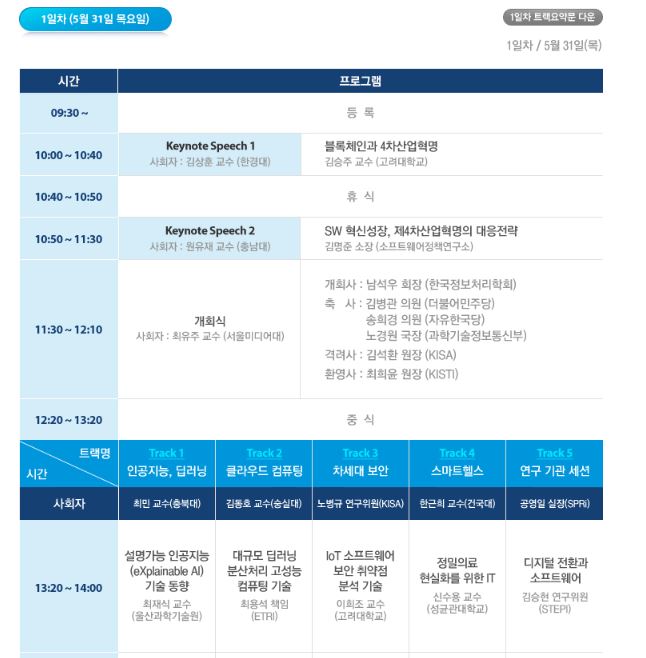 1일차 (5월 31일 목요일)
1일차 트랙요약문 다운
1일차 / 5월 31일(목)
시간
프로그램
09:30 ~
등 록
10:00 ~ 10:40
Keynote Speech 1
사회자 : 김상훈 교수 (한경대)
블록체인과 4차산업혁명
김승주 교수 (고려대학교)
10:40 ~ 10:50
휴 식
10:50 ~ 11:30
Keynote Speech 2
사회자 : 원유재 교수 (충남대)
SW 혁신성장, 제4차산업혁명의 대응전략
김명준 소장 (소프트웨어정책연구소)
11:30 ~ 12:10
개회식
사회자 : 최유주 교수 (서울미디어대)
개회사 : 남석우 회장 (한국정보처리학회)
축 사 : 김병관 의원 (더불어민주당)
송희경 의원 (자유한국당)
노경원 국장 (과학기술정보통신부)
격려사 : 김석환 원장 (KISA)
환영사 : 최희윤 원장 (KISTI)
12:20 ~ 13:20
중 식
트랙명
시간
Track 1
인공지능, 딥러닝
Track 2
클라우드 컴퓨팅
Track 3
차세대 보안
Track 4
스마트헬스
Track 5
연구 기관 세션
사회자
최민 교수(충북대)
김동호 교수(숭실대)
노병규 연구위원(KISA)
한근희 교수(건국대)
공영일 실장(SPRi)
13:20 ~ 14:00
설명가능 인공지능
(eXplainable AI)
기술 동향
최재식 교수
(울산과학기술원)
대규모 딥러닝
분산처리 고성능
컴퓨팅 기술
최용석 책임
(ETRI)
IoT 소프트웨어
보안 취약점
분석 기술
이희조 교수
(고려대학교)
정밀의료
현실화를 위한 IT
신수용 교수
(성균관대학교)
디지털 전환과
소프트웨어
김승현 연구위원
(STEPI)